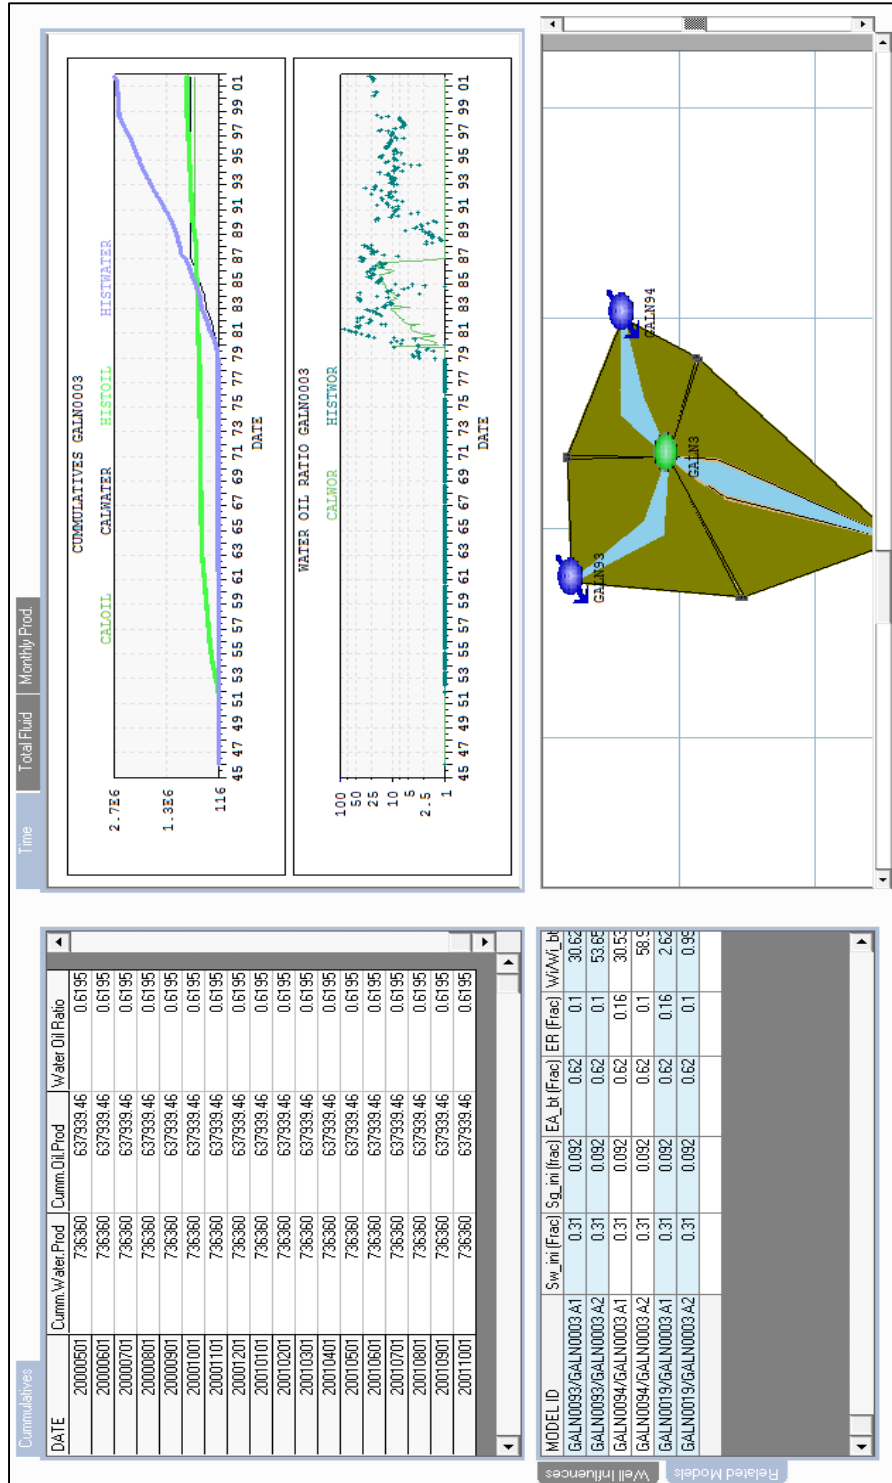 Cummulatives
DATE Cumm.Water.Prod Cumm.Oil.Prod Water Oil Ratio
20000501 736360 637939.46 0.6195
20000601 736360 637939.46 0.6195
20000701 736360 637939.46 0.6195
20000801 736360 637939.46 0.6195
20000901 736360 637939.46 0.6195
20001001 736360 637939.46 0.6195
20001101 736360 637939.46 0.6195
20001201 736360 637939.46 0.6195
20010101 736360 637939.46 0.6195
20010201 736360 637939.46 0.6195
20010301 736360 637939.46 0.6195
20010401 736360 637939.46 0.6195
20010501 736360 637939.46 0.6195
20010601 736360 637939.46 0.6195
20010701 736360 637939.46 0.6195
20010801 736360 637939.46 0.6195
20010901 736360 637939.46 0.6195
20011001 736360 637939.46 0.6195
Time Total Fluid Monthly Prod.
CUMMULATIVES GALN0003
CALOIL CALWATER HISTOIL HISTWATER
2.7E6
1.3E6
116
45 47 49 51 53 55 57 59 61 63 65 67 69 71 73 75 77 79 81 83 85 87 89 91 93 95 97 99 01
DATE
WATER OIL RATIO GALN0003
CALWOR HISTWOR
100
50
25
10
5
2.5
1
45 47 49 51 53 55 57 59 61 63 65 67 69 71 73 75 77 79 81 83 85 87 89 91 93 95 97 99 01
DATE
Well Influences
Related Models
MODEL ID Sw_ini (Frac) Sg_ini (frac) EA_bt (Frac) ER (Frac) Wi/Wi_bt
GALN0093/GALN0003 A1 0.31 0.092 0.62 0.1 30.62
GALN0093/GALN0003 A2 0.31 0.092 0.62 0.1 53.65
GALN0094/GALN0003 A1 0.31 0.092 0.62 0.16 30.53
GALN0094/GALN0003 A2 0.31 0.092 0.62 0.1 58.9
GALN0019/GALN0003 A1 0.31 0.092 0.62 0.16 2.62
GALN0019/GALN0003 A2 0.31 0.092 0.62 0.1 0.99
GALN93
GALN3
GALN94